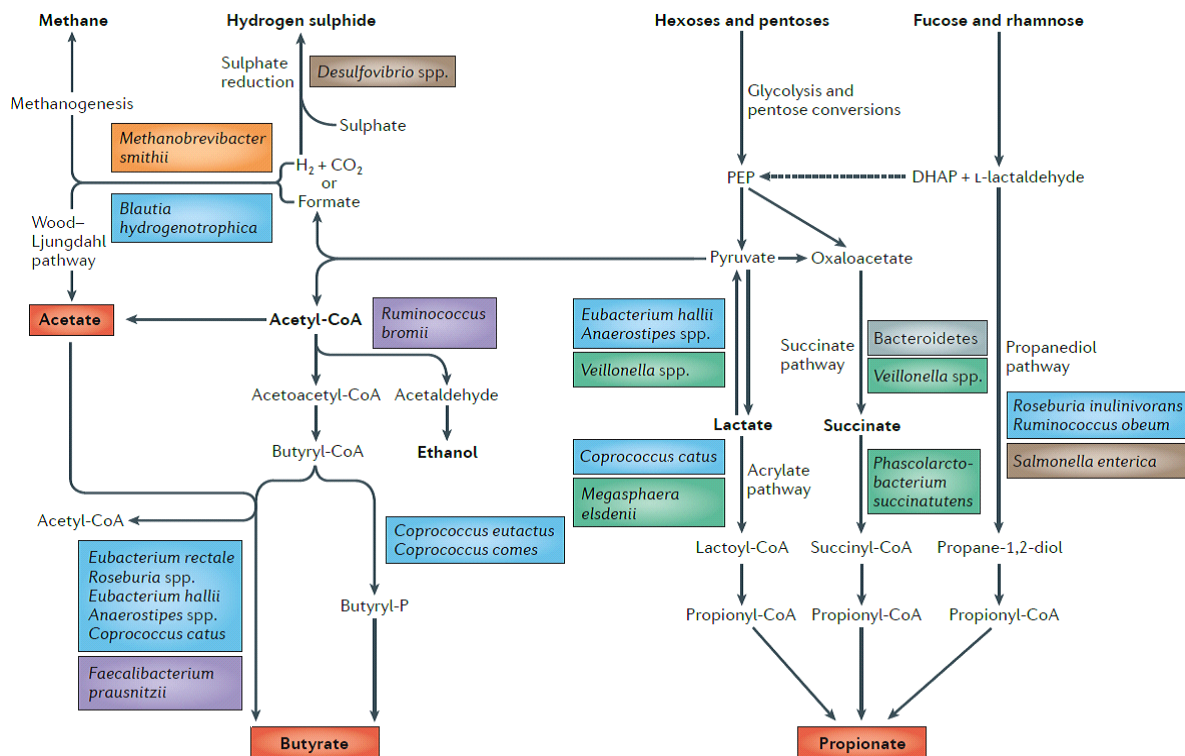 Methane
Hydrogen sulphide
Hexoses and pentoses
Fucose and rhamnose
Sulphate
reduction
Desulfovibrio spp.
Methanogenesis
Glycolysis and
pentose conversions
Sulphate
Methanobrevibacter
smithii
H₂ + CO₂
or
Formate
PEP
DHAP + ʟ-lactaldehyde
Blautia
hydrogenotrophica
Wood–
Ljungdahl
pathway
Pyruvate
Oxaloacetate
Acetate
Acetyl-CoA
Ruminococcus
bromii
Eubacterium hallii
Anaerostipes spp.
Veillonella spp.
Succinate
pathway
Bacteroidetes
Veillonella spp.
Propanediol
pathway
Acetoacetyl-CoA
Acetaldehyde
Roseburia inulinivorans
Ruminococcus obeum
Salmonella enterica
Butyryl-CoA
Ethanol
Lactate
Succinate
Coprococcus catus
Megasphaera
elsdenii
Acrylate
pathway
Phascolarcto-
bacterium
succinatutens
Acetyl-CoA
Coprococcus eutactus
Coprococcus comes
Lactoyl-CoA
Succinyl-CoA
Propane-1,2-diol
Eubacterium rectale
Roseburia spp.
Eubacterium hallii
Anaerostipes spp.
Coprococcus catus
Faecalibacterium
prausnitzii
Butyryl-P
Propionyl-CoA
Propionyl-CoA
Propionyl-CoA
Butyrate
Propionate